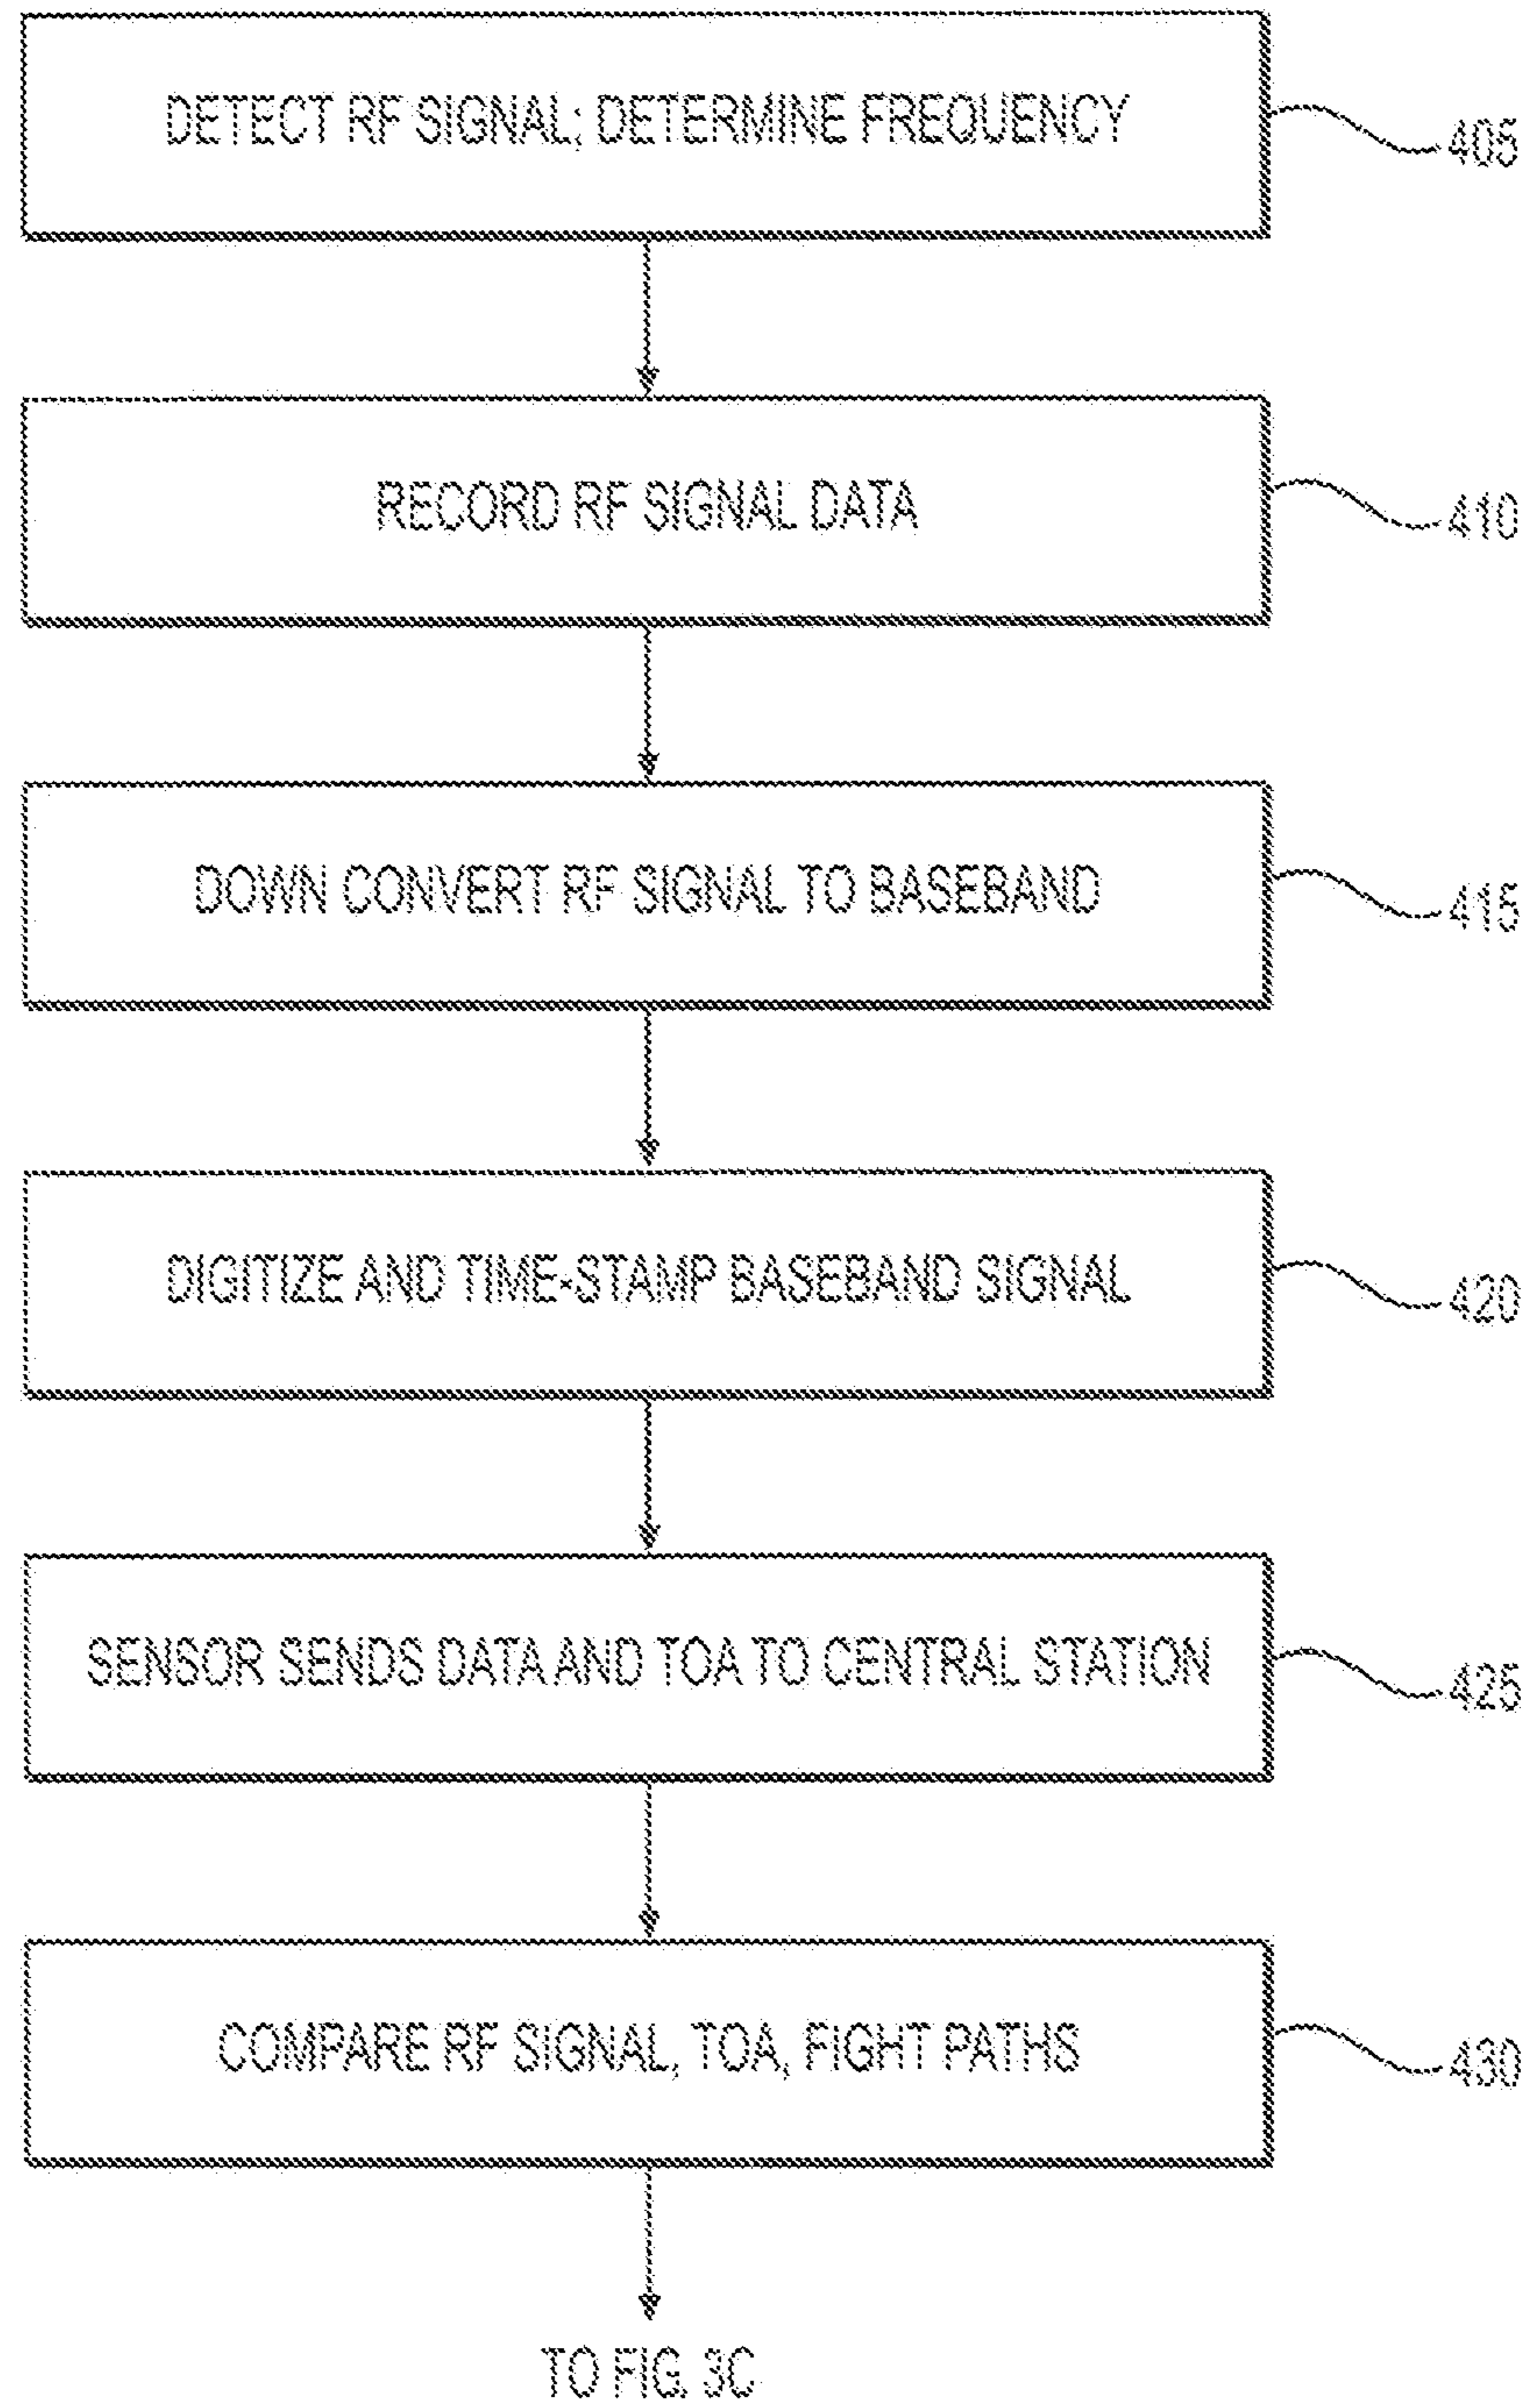 DETECT RF SIGNAL; DETERMINE FREQUENCY
405
RECORD RF SIGNAL DATA
410
DOWN CONVERT RF SIGNAL TO BASEBAND
415
DIGITIZE AND TIME-STAMP BASEBAND SIGNAL
420
SENSOR SENDS DATA AND TOA TO CENTRAL STATION
425
COMPARE RF SIGNAL, TOA, FIGHT PATHS
430
TO FIG. 3C